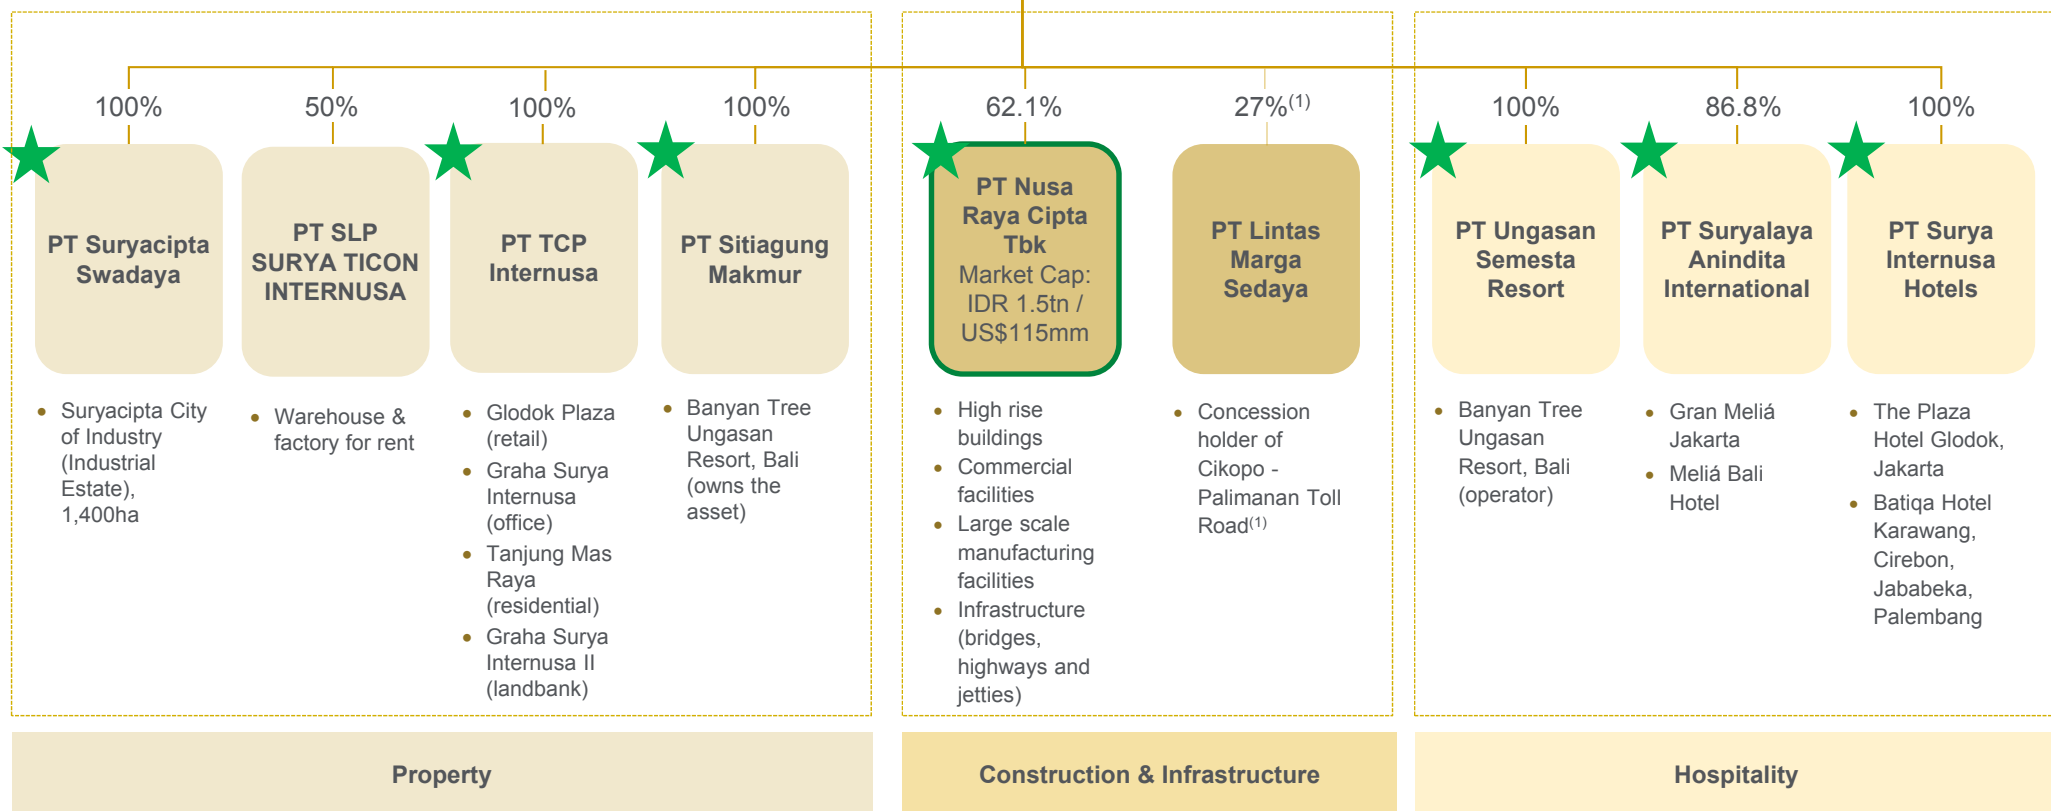 100%
50%
100%
100%
62.1%
27%(1)
100%
86.8%
100%
PT Suryacipta
Swadaya
PT SLP
SURYA TICON
INTERNUSA
PT TCP
Internusa
PT Sitiagung
Makmur
PT Nusa
Raya Cipta
Tbk
Market Cap:
IDR 1.5tn /
US$115mm
PT Lintas
Marga
Sedaya
PT Ungasan
Semesta
Resort
PT Suryalaya
Anindita
International
PT Surya
Internusa
Hotels
• Suryacipta City
of Industry
(Industrial
Estate),
1,400ha
• Warehouse &
factory for rent
• Glodok Plaza
(retail)
• Graha Surya
Internusa
(office)
• Tanjung Mas
Raya
(residential)
• Graha Surya
Internusa II
(landbank)
• Banyan Tree
Ungasan
Resort, Bali
(owns the
asset)
• High rise
buildings
• Commercial
facilities
• Large scale
manufacturing
facilities
• Infrastructure
(bridges,
highways and
jetties)
• Concession
holder of
Cikopo -
Palimanan Toll
Road(1)
• Banyan Tree
Ungasan
Resort, Bali
(operator)
• Gran Meliá
Jakarta
• Meliá Bali
Hotel
• The Plaza
Hotel Glodok,
Jakarta
• Batiqa Hotel
Karawang,
Cirebon,
Jababeka,
Palembang
Property
Construction & Infrastructure
Hospitality